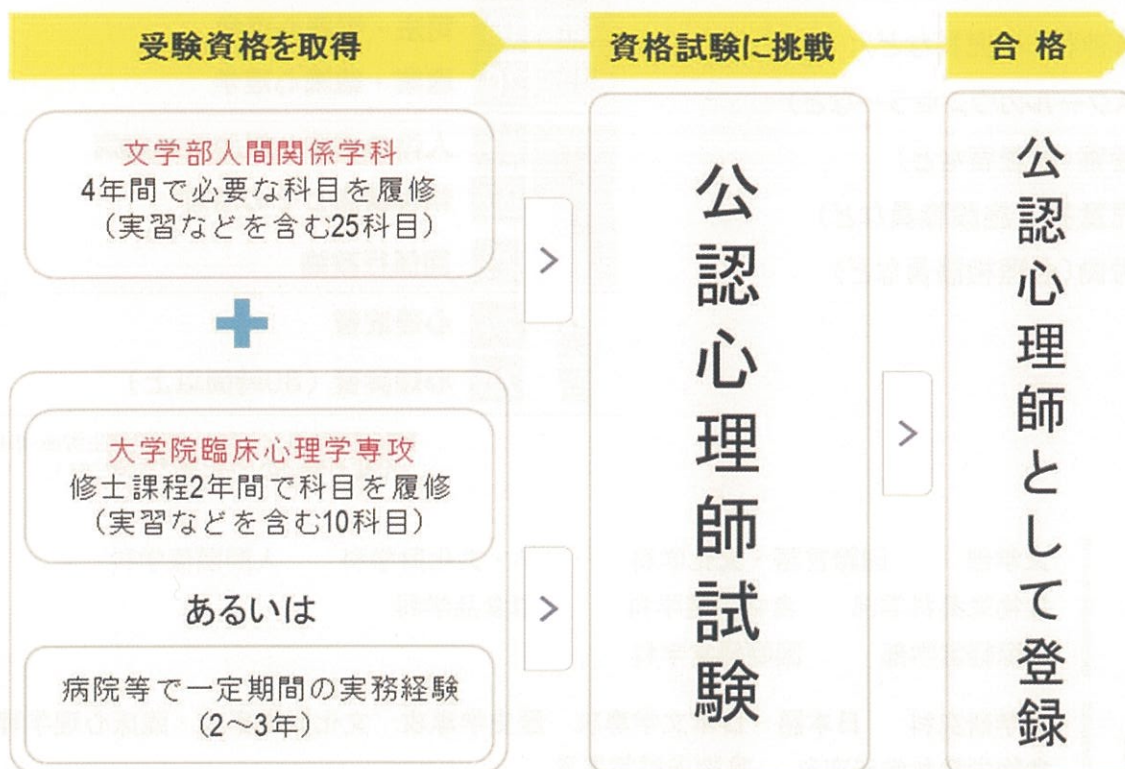 受験資格を取得
資格試験に挑戦
合格
文学部人間関係学科
4年間で必要な科目を履修
(実習などを含む25科目)
+
大学院臨床心理学専攻
修士課程2年間で科目を履修
(実習などを含む10科目)
あるいは
病院等で一定期間の実務経験
(2~3年)
公認心理師試験
公認心理師として登録